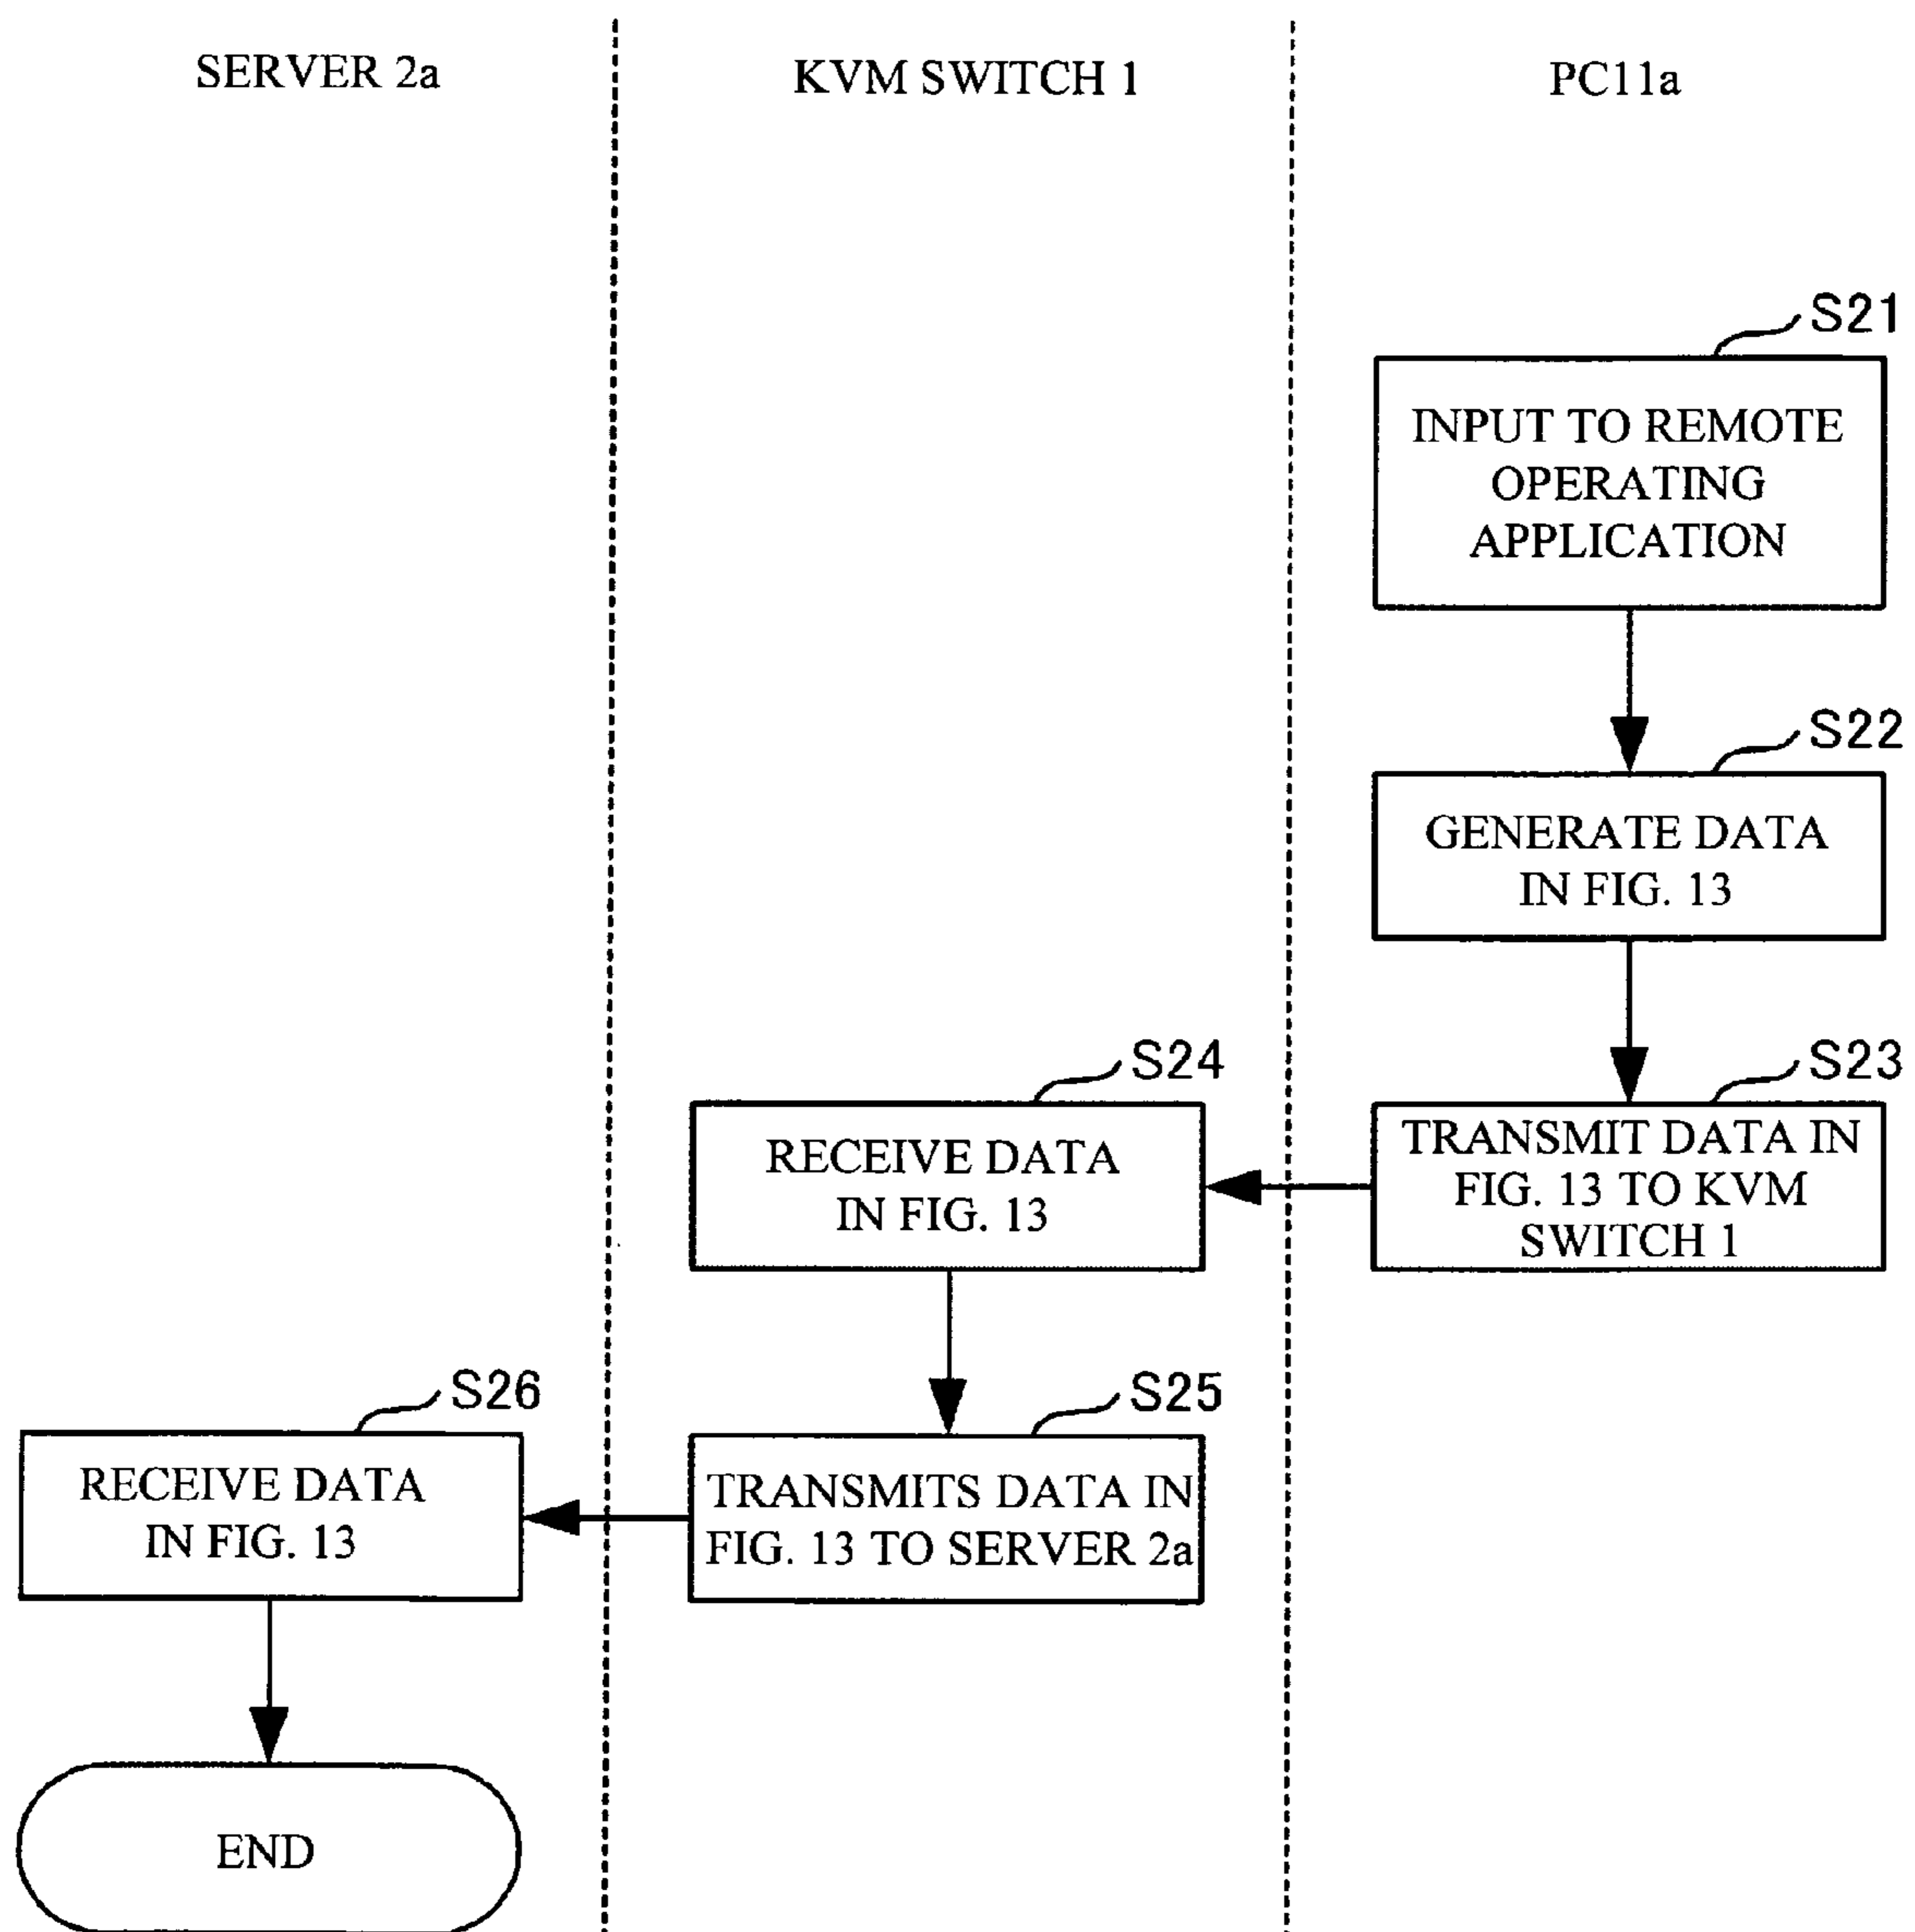 SERVER 2a
KVM SWITCH 1
PC11a
S21
INPUT TO REMOTE
OPERATING
APPLICATION
S22
GENERATE DATA
IN FIG. 13
S23
TRANSMIT DATA IN
FIG. 13 TO KVM
SWITCH 1
S24
RECEIVE DATA
IN FIG. 13
S25
TRANSMITS DATA IN
FIG. 13 TO SERVER 2a
S26
RECEIVE DATA
IN FIG. 13
END